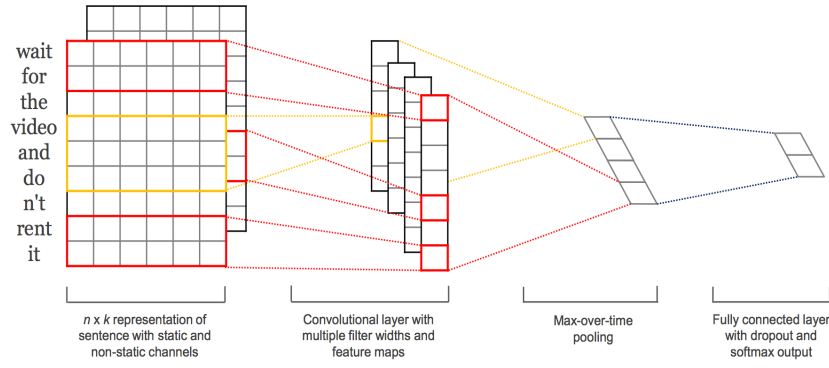 wait
for
the
video
and
do
n't
rent
it
n x k representation of
sentence with static and
non-static channels
Convolutional layer with
multiple filter widths and
feature maps
Max-over-time
pooling
Fully connected layer
with dropout and
softmax output